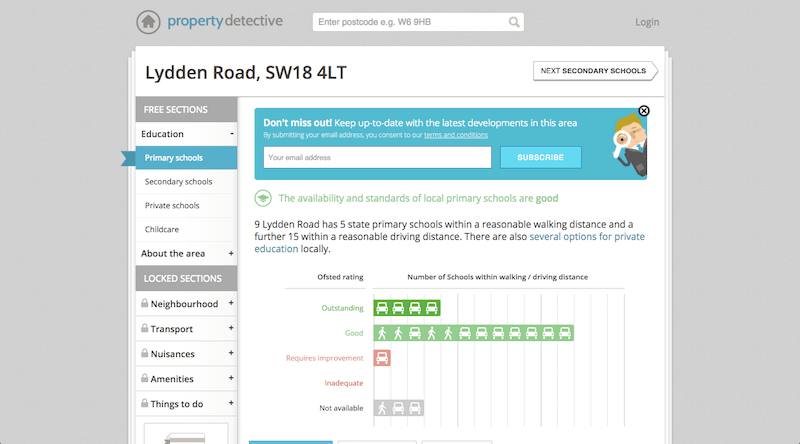 propertydetective
Enter postcode e.g. W6 9HB
Login
Lydden Road, SW18 4LT
NEXT SECONDARY SCHOOLS
FREE SECTIONS
Education -
Primary schools
Secondary schools
Private schools
Childcare
About the area +
LOCKED SECTIONS
Neighbourhood +
Transport +
Nuisances +
Amenities +
Things to do +
Don't miss out! Keep up-to-date with the latest developments in this area
By submitting your email address, you consent to our terms and conditions
Your email address
SUBSCRIBE
The availability and standards of local primary schools are good
9 Lydden Road has 5 state primary schools within a reasonable walking distance and a
further 15 within a reasonable driving distance. There are also several options for private
education locally.
Ofsted rating
Number of Schools within walking / driving distance
Outstanding
Good
Requires improvement
Inadequate
Not available